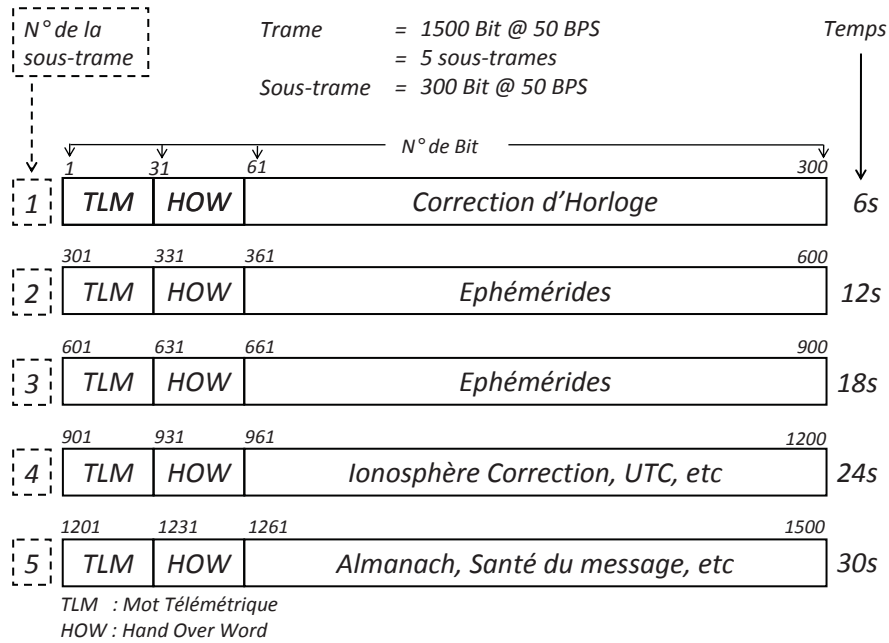 N° de la
sous-trame
Trame = 1500 Bit @ 50 BPS
= 5 sous-trames
Sous-trame = 300 Bit @ 50 BPS
Temps
N° de Bit
1 31 61 300
1 TLM HOW Correction d'Horloge 6s
301 331 361 600
2 TLM HOW Ephémérides 12s
601 631 661 900
3 TLM HOW Ephémérides 18s
901 931 961 1200
4 TLM HOW Ionosphère Correction, UTC, etc 24s
1201 1231 1261 1500
5 TLM HOW Almanach, Santé du message, etc 30s
TLM : Mot Télémétrique
HOW : Hand Over Word